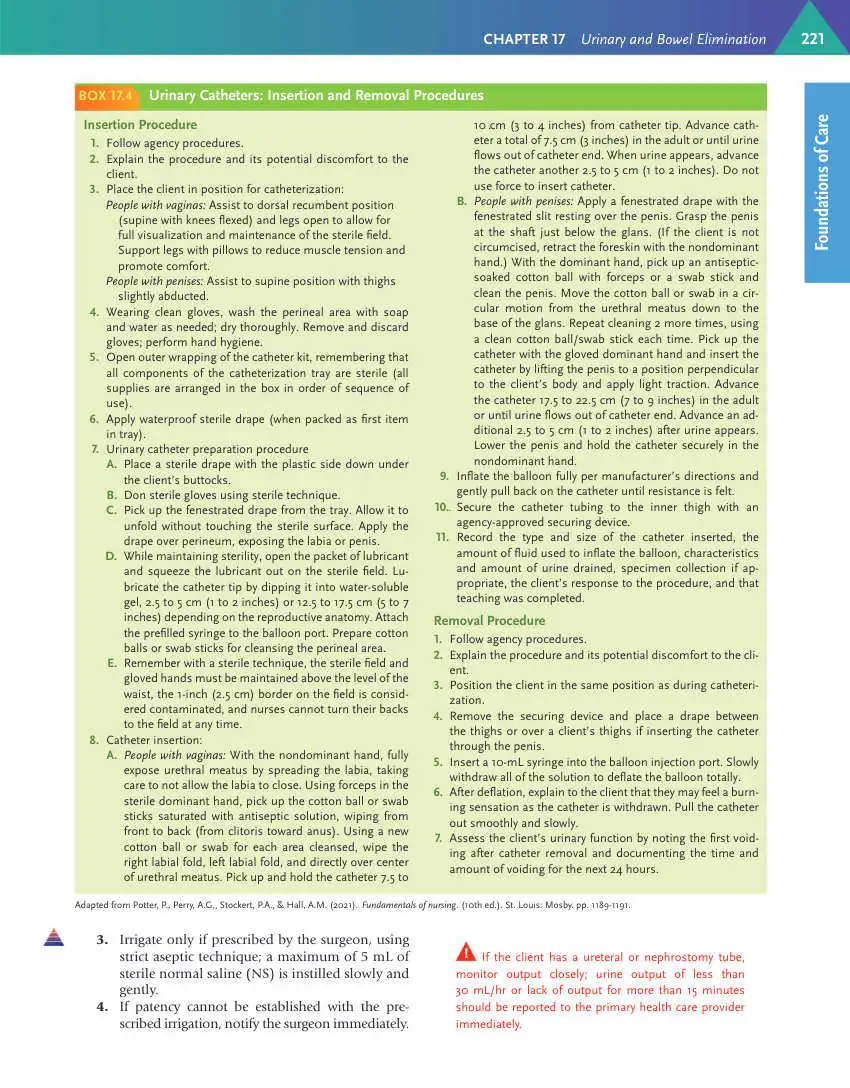 CHAPTER 17 Urinary and Bowel Elimination 221
Foundations of Care
BOX 17.4 Urinary Catheters: Insertion and Removal Procedures
Insertion Procedure
1. Follow agency procedures.
2. Explain the procedure and its potential discomfort to the
client.
3. Place the client in position for catheterization:
People with vaginas: Assist to dorsal recumbent position
(supine with knees flexed) and legs open to allow for
full visualization and maintenance of the sterile field.
Support legs with pillows to reduce muscle tension and
promote comfort.
People with penises: Assist to supine position with thighs
slightly abducted.
4. Wearing clean gloves, wash the perineal area with soap
and water as needed; dry thoroughly. Remove and discard
gloves; perform hand hygiene.
5. Open outer wrapping of the catheter kit, remembering that
all components of the catheterization tray are sterile (all
supplies are arranged in the box in order of sequence of
use).
6. Apply waterproof sterile drape (when packed as first item
in tray).
7. Urinary catheter preparation procedure
A. Place a sterile drape with the plastic side down under
the client's buttocks.
B. Don sterile gloves using sterile technique.
C. Pick up the fenestrated drape from the tray. Allow it to
unfold without touching the sterile surface. Apply the
drape over perineum, exposing the labia or penis.
D. While maintaining sterility, open the packet of lubricant
and squeeze the lubricant out on the sterile field. Lu-
bricate the catheter tip by dipping it into water-soluble
gel, 2.5 to 5 cm (1 to 2 inches) or 12.5 to 17.5 cm (5 to 7
inches) depending on the reproductive anatomy. Attach
the prefilled syringe to the balloon port. Prepare cotton
balls or swab sticks for cleansing the perineal area.
E. Remember with a sterile technique, the sterile field and
gloved hands must be maintained above the level of the
waist, the 1-inch (2.5 cm) border on the field is consid-
ered contaminated, and nurses cannot turn their backs
to the field at any time.
8. Catheter insertion:
A. People with vaginas: With the nondominant hand, fully
expose urethral meatus by spreading the labia, taking
care to not allow the labia to close. Using forceps in the
sterile dominant hand, pick up the cotton ball or swab
sticks saturated with antiseptic solution, wiping from
front to back (from clitoris toward anus). Using a new
cotton ball or swab for each area cleansed, wipe the
right labial fold, left labial fold, and directly over center
of urethral meatus. Pick up and hold the catheter 7.5 to
10 cm (3 to 4 inches) from catheter tip. Advance cath-
eter a total of 7.5 cm (3 inches) in the adult or until urine
flows out of catheter end. When urine appears, advance
the catheter another 2.5 to 5 cm (1 to 2 inches). Do not
use force to insert catheter.
B. People with penises: Apply a fenestrated drape with the
fenestrated slit resting over the penis. Grasp the penis
at the shaft just below the glans. (If the client is not
circumcised, retract the foreskin with the nondominant
hand.) With the dominant hand, pick up an antiseptic-
soaked cotton ball with forceps or a swab stick and
clean the penis. Move the cotton ball or swab in a cir-
cular motion from the urethral meatus down to the
base of the glans. Repeat cleaning 2 more times, using
a clean cotton ball/swab stick each time. Pick up the
catheter with the gloved dominant hand and insert the
catheter by lifting the penis to a position perpendicular
to the client's body and apply light traction. Advance
the catheter 17.5 to 22.5 cm (7 to 9 inches) in the adult
or until urine flows out of catheter end. Advance an ad-
ditional 2.5 to 5 cm (1 to 2 inches) after urine appears.
Lower the penis and hold the catheter securely in the
nondominant hand.
9. Inflate the balloon fully per manufacturer's directions and
gently pull back on the catheter until resistance is felt.
10. Secure the catheter tubing to the inner thigh with an
agency-approved securing device.
11. Record the type and size of the catheter inserted, the
amount of fluid used to inflate the balloon, characteristics
and amount of urine drained, specimen collection if ap-
propriate, the client's response to the procedure, and that
teaching was completed.
Removal Procedure
1. Follow agency procedures.
2. Explain the procedure and its potential discomfort to the cli-
ent.
3. Position the client in the same position as during catheteri-
zation.
4. Remove the securing device and place a drape between
the thighs or over a client's thighs if inserting the catheter
through the penis.
5. Insert a 10-mL syringe into the balloon injection port. Slowly
withdraw all of the solution to deflate the balloon totally.
6. After deflation, explain to the client that they may feel a burn-
ing sensation as the catheter is withdrawn. Pull the catheter
out smoothly and slowly.
7. Assess the client's urinary function by noting the first void-
ing after catheter removal and documenting the time and
amount of voiding for the next 24 hours.
Adapted from Potter, P., Perry, A.G., Stockert, P.A., & Hall, A.M. (2021). Fundamentals of nursing. (10th ed.). St. Louis: Mosby. pp. 1189-1191.
3. Irrigate only if prescribed by the surgeon, using
strict aseptic technique; a maximum of 5 mL of
sterile normal saline (NS) is instilled slowly and
gently.
4. If patency cannot be established with the pre-
scribed irrigation, notify the surgeon immediately.
If the client has a ureteral or nephrostomy tube,
monitor output closely; urine output of less than
30 mL/hr or lack of output for more than 15 minutes
should be reported to the primary health care provider
immediately.